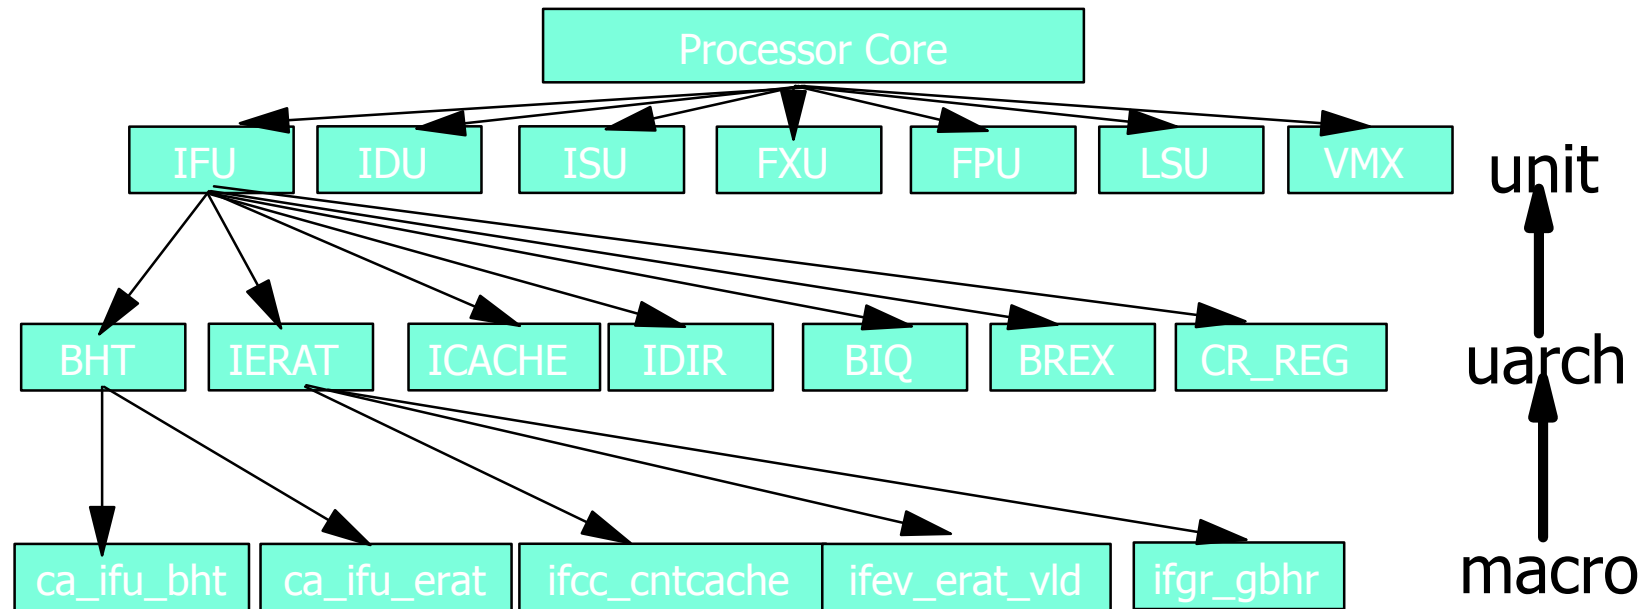 Processor Core
IFU IDU ISU FXU FPU LSU VMX
unit
BHT IERAT ICACHE IDIR BIQ BREX CR_REG
uarch
ca_ifu_bht ca_ifu_erat ifcc_cntcache ifev_erat_vld ifgr_gbhr
macro